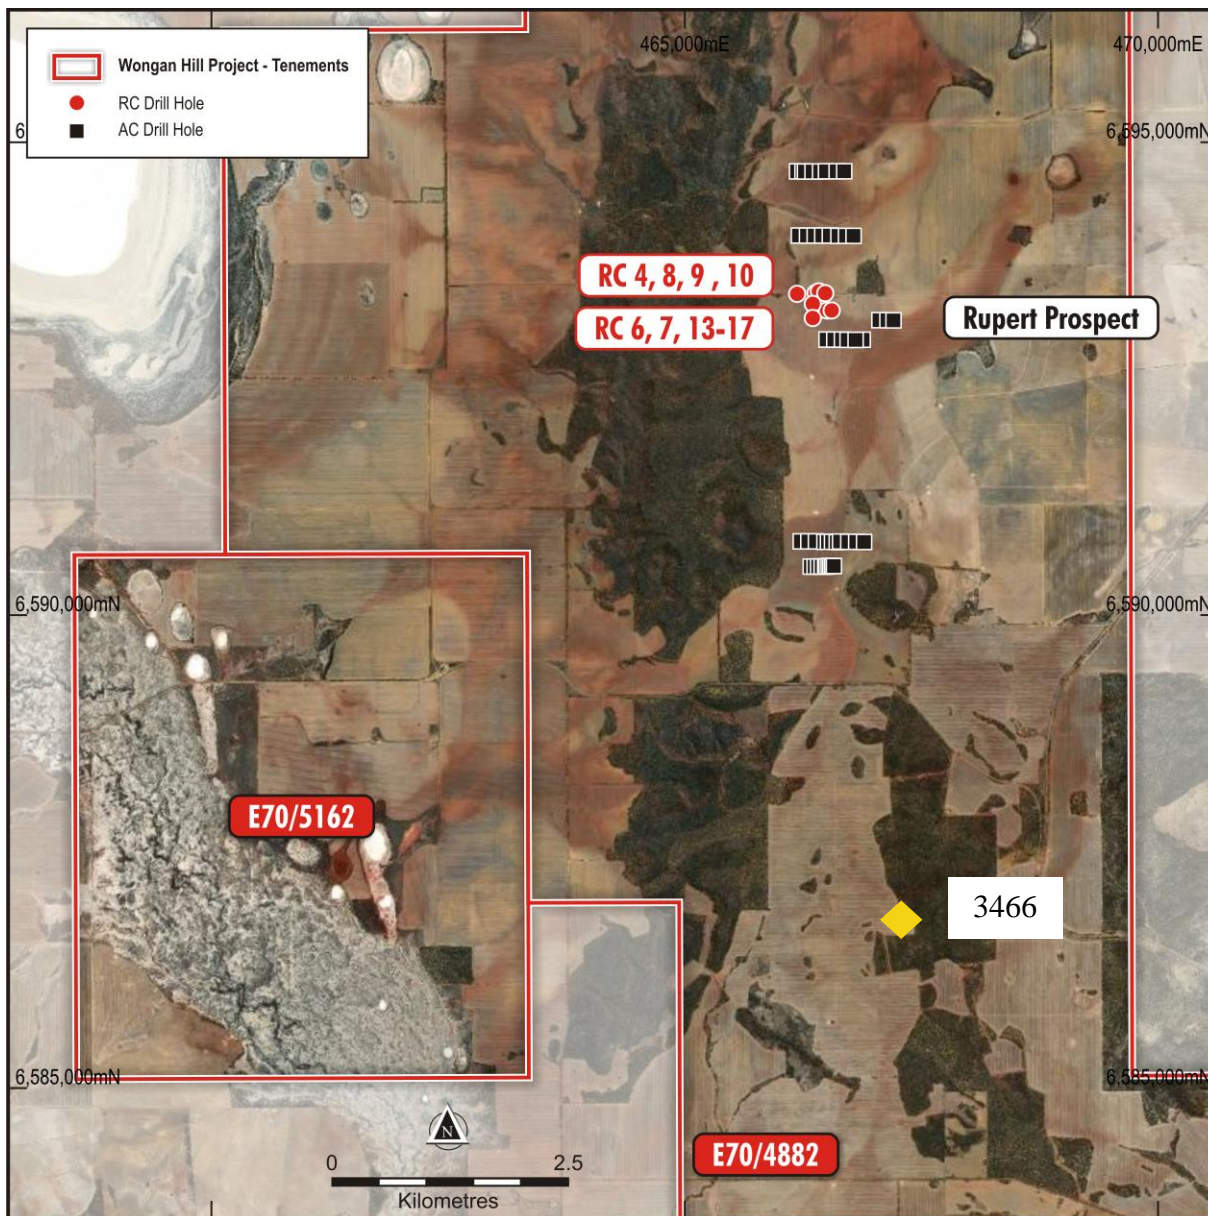 465,000mE
470,000mE
Wongan Hill Project - Tenements
RC Drill Hole
AC Drill Hole
6
6,595,000mN
RC 4, 8, 9 , 10
RC 6, 7, 13-17
Rupert Prospect
6,590,000mN
6,590,000mN
E70/5162
3466
6,585,000mN
6,585,000mN
N
E70/4882
0 2.5
Kilometres